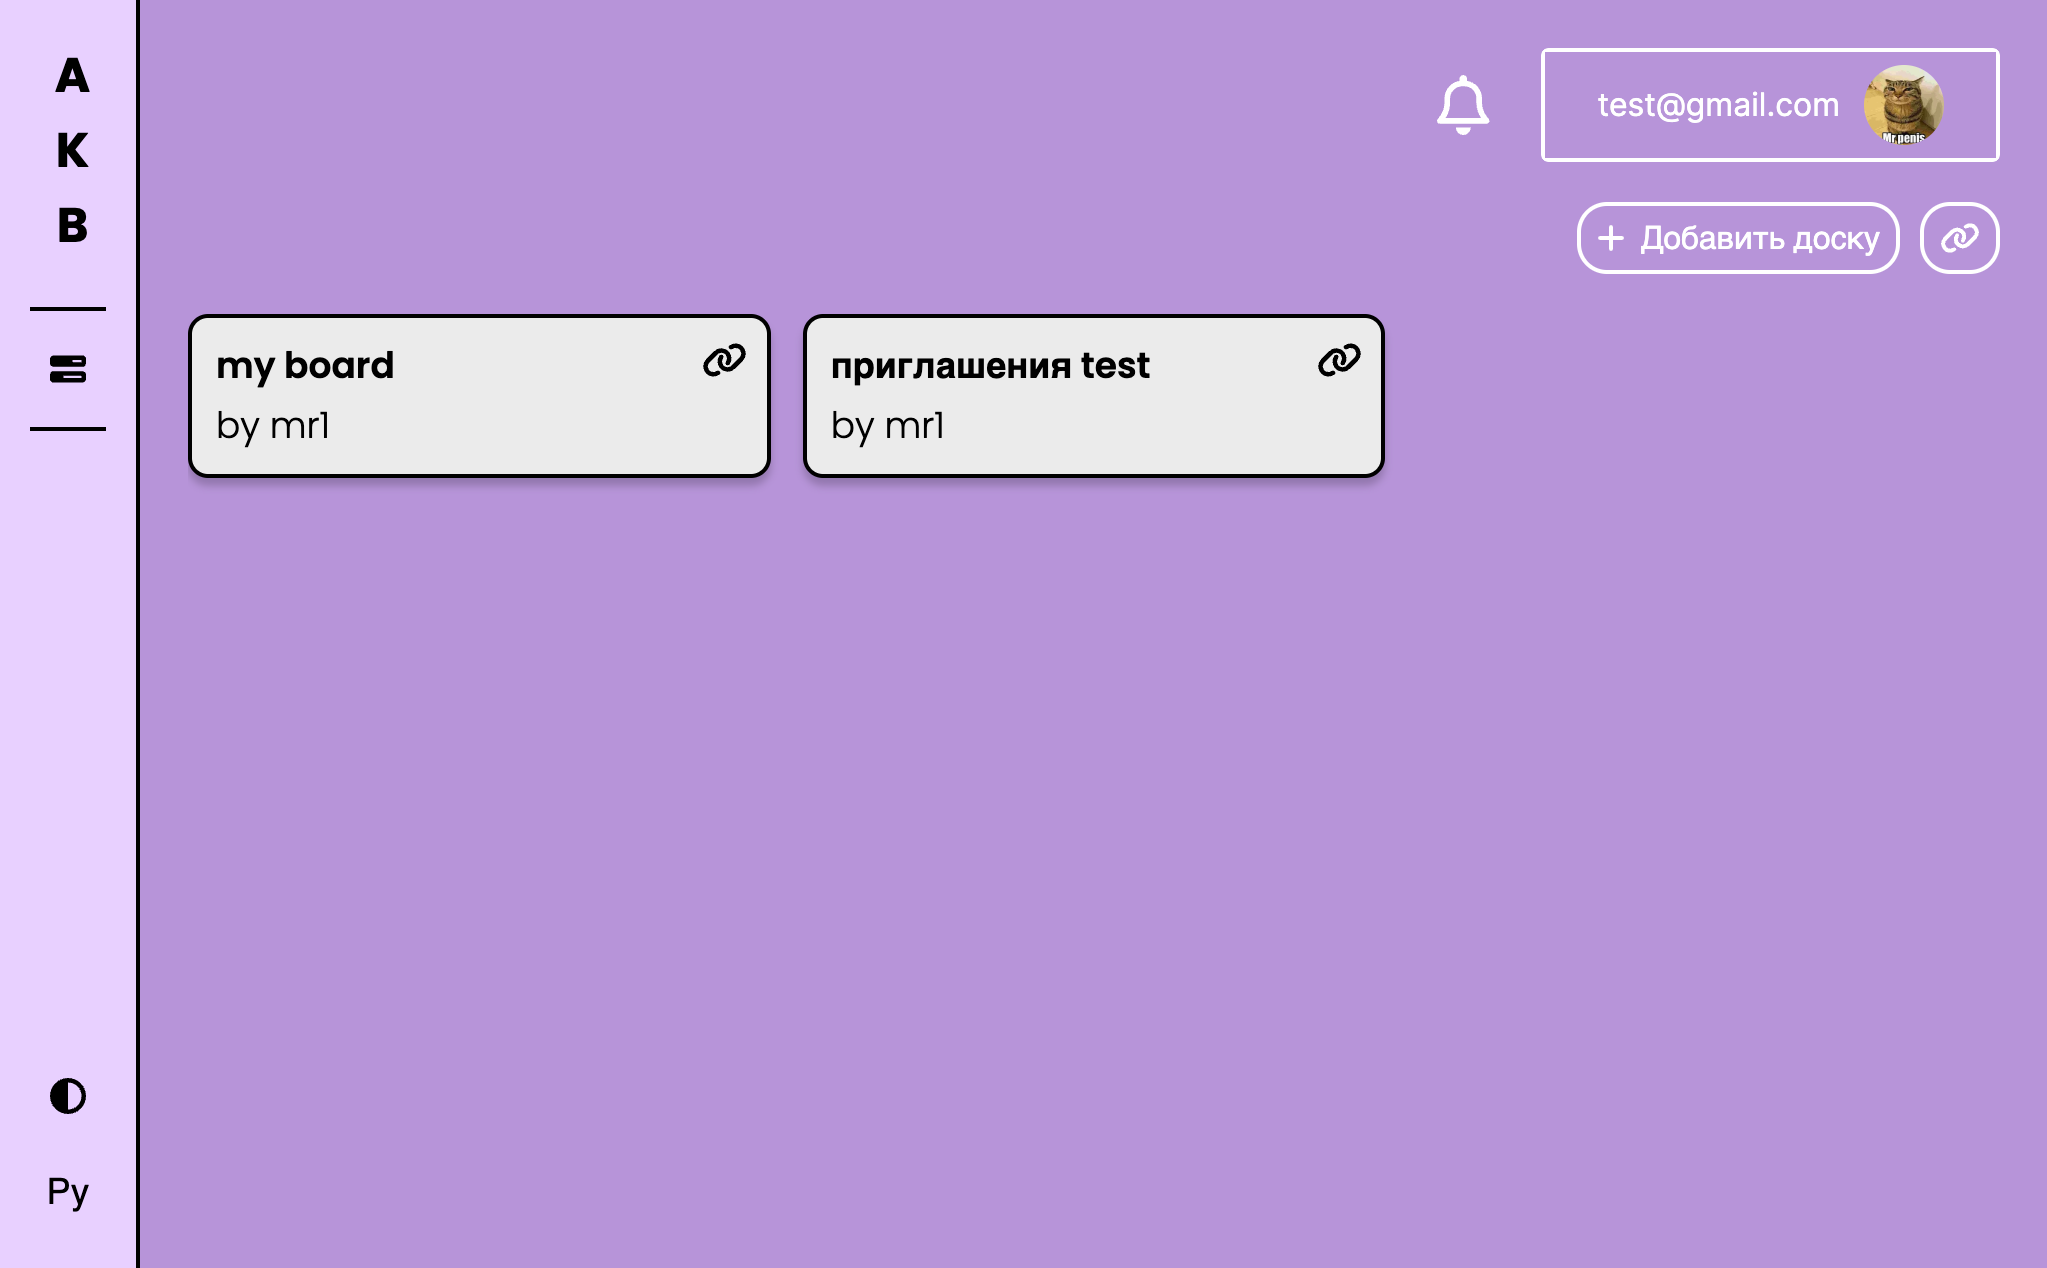 A
K
B
test@gmail.com
Mr.penis
+ Добавить доску
my board
by mr1
приглашения test
by mr1
Ру